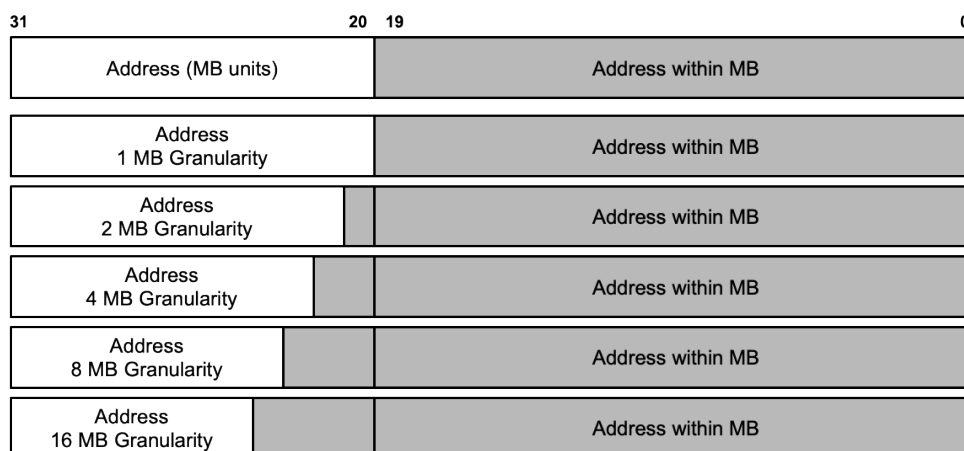 31 20 19 0
Address (MB units) Address within MB
Address
1 MB Granularity
Address within MB
Address
2 MB Granularity
Address within MB
Address
4 MB Granularity
Address within MB
Address
8 MB Granularity
Address within MB
Address
16 MB Granularity
Address within MB